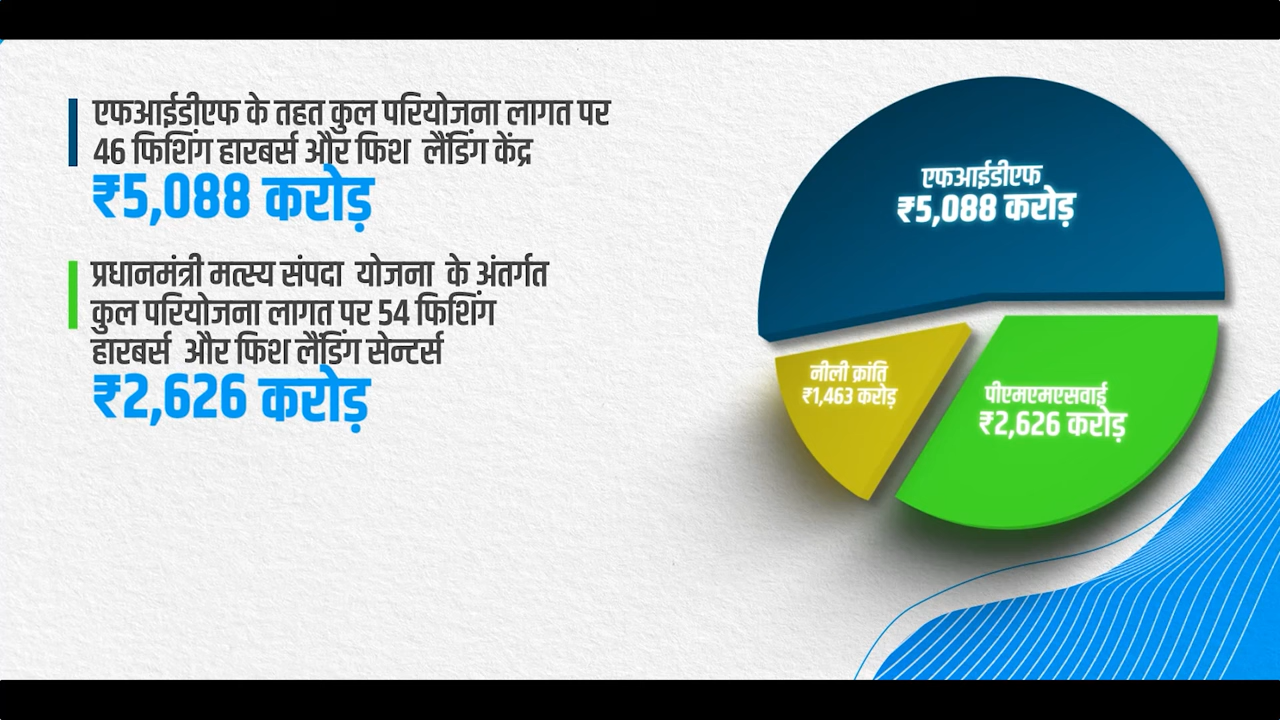 एफआईडीएफ के तहत कुल परियोजना लागत पर
46 फिशिंग हारबर्स और फिश लैंडिंग केंद्र
₹5,088 करोड़
प्रधानमंत्री मत्स्य संपदा योजना के अंतर्गत
कुल परियोजना लागत पर 54 फिशिंग
हारबर्स और फिश लैंडिंग सेन्टर्स
₹2,626 करोड़
एफआईडीएफ
₹5,088 करोड़
नीली क्रांति
₹1,463 करोड़
पीएमएमएसवाई
₹2,626 करोड़